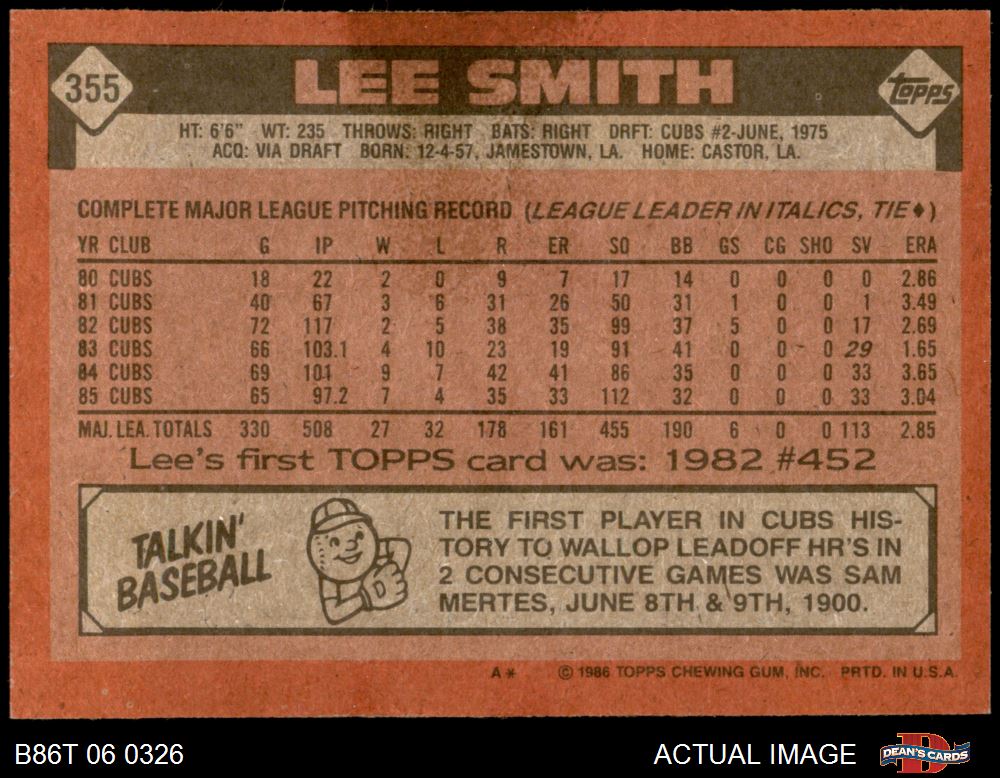 355
LEE SMITH
TOPPS
HT: 6'6" WT: 235 THROWS: RIGHT BATS: RIGHT DRFT: CUBS #2-JUNE, 1975
ACQ: VIA DRAFT BORN: 12-4-57, JAMESTOWN, LA. HOME: CASTOR, LA.
COMPLETE MAJOR LEAGUE PITCHING RECORD (LEAGUE LEADER IN ITALICS, TIE♦)
YR CLUB G IP W L R ER SO BB GS CG SHO SV ERA
80 CUBS 18 22 2 0 9 7 17 14 0 0 0 0 2.86
81 CUBS 40 67 3 6 31 26 50 31 1 0 0 1 3.49
82 CUBS 72 117 2 5 38 35 99 37 5 0 0 17 2.69
83 CUBS 66 103.1 4 10 23 19 91 41 0 0 0 29 1.65
84 CUBS 69 101 9 7 42 41 86 35 0 0 0 33 3.65
85 CUBS 65 97.2 7 4 35 33 112 32 0 0 0 33 3.04
MAJ. LEA. TOTALS 330 508 27 32 178 161 455 190 6 0 0 113 2.85
Lee's first TOPPS card was: 1982 #452
TALKIN'
BASEBALL
THE FIRST PLAYER IN CUBS HIS-
TORY TO WALLOP LEADOFF HR'S IN
2 CONSECUTIVE GAMES WAS SAM
MERTES, JUNE 8TH & 9TH, 1900.
A* © 1986 TOPPS CHEWING GUM, INC. PRTD. IN U.S.A.
B86T 06 0326
ACTUAL IMAGE
DEAN'S CARDS